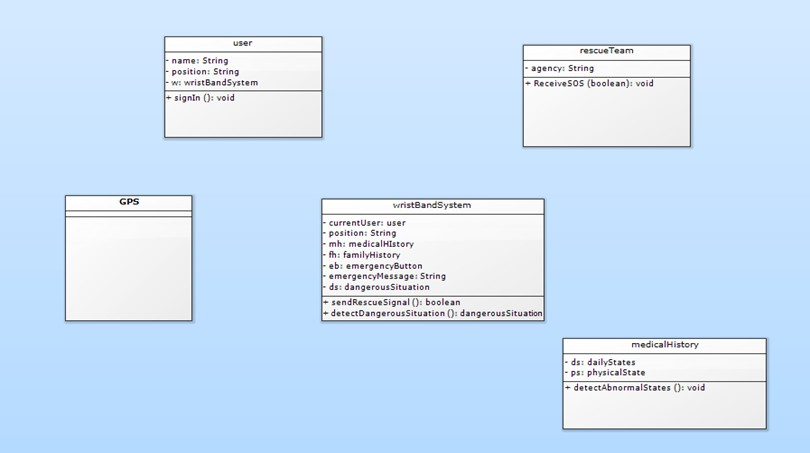 user
- name: String
- position: String
- w: wristBandSystem
+ signIn (): void
rescueTeam
- agency: String
+ ReceiveSOS (boolean): void
GPS
wristBandSystem
- currentUser: user
- position: String
- mh: medicalHIstory
- fh: familyHistory
- eb: emergencyButton
- emergencyMessage: String
- ds: dangerousSituation
+ sendRescueSignal (): boolean
+ detectDangerousSituation (): dangerousSituation
medicalHistory
- ds: dailyStates
- ps: physicalState
+ detectAbnormalStates (): void